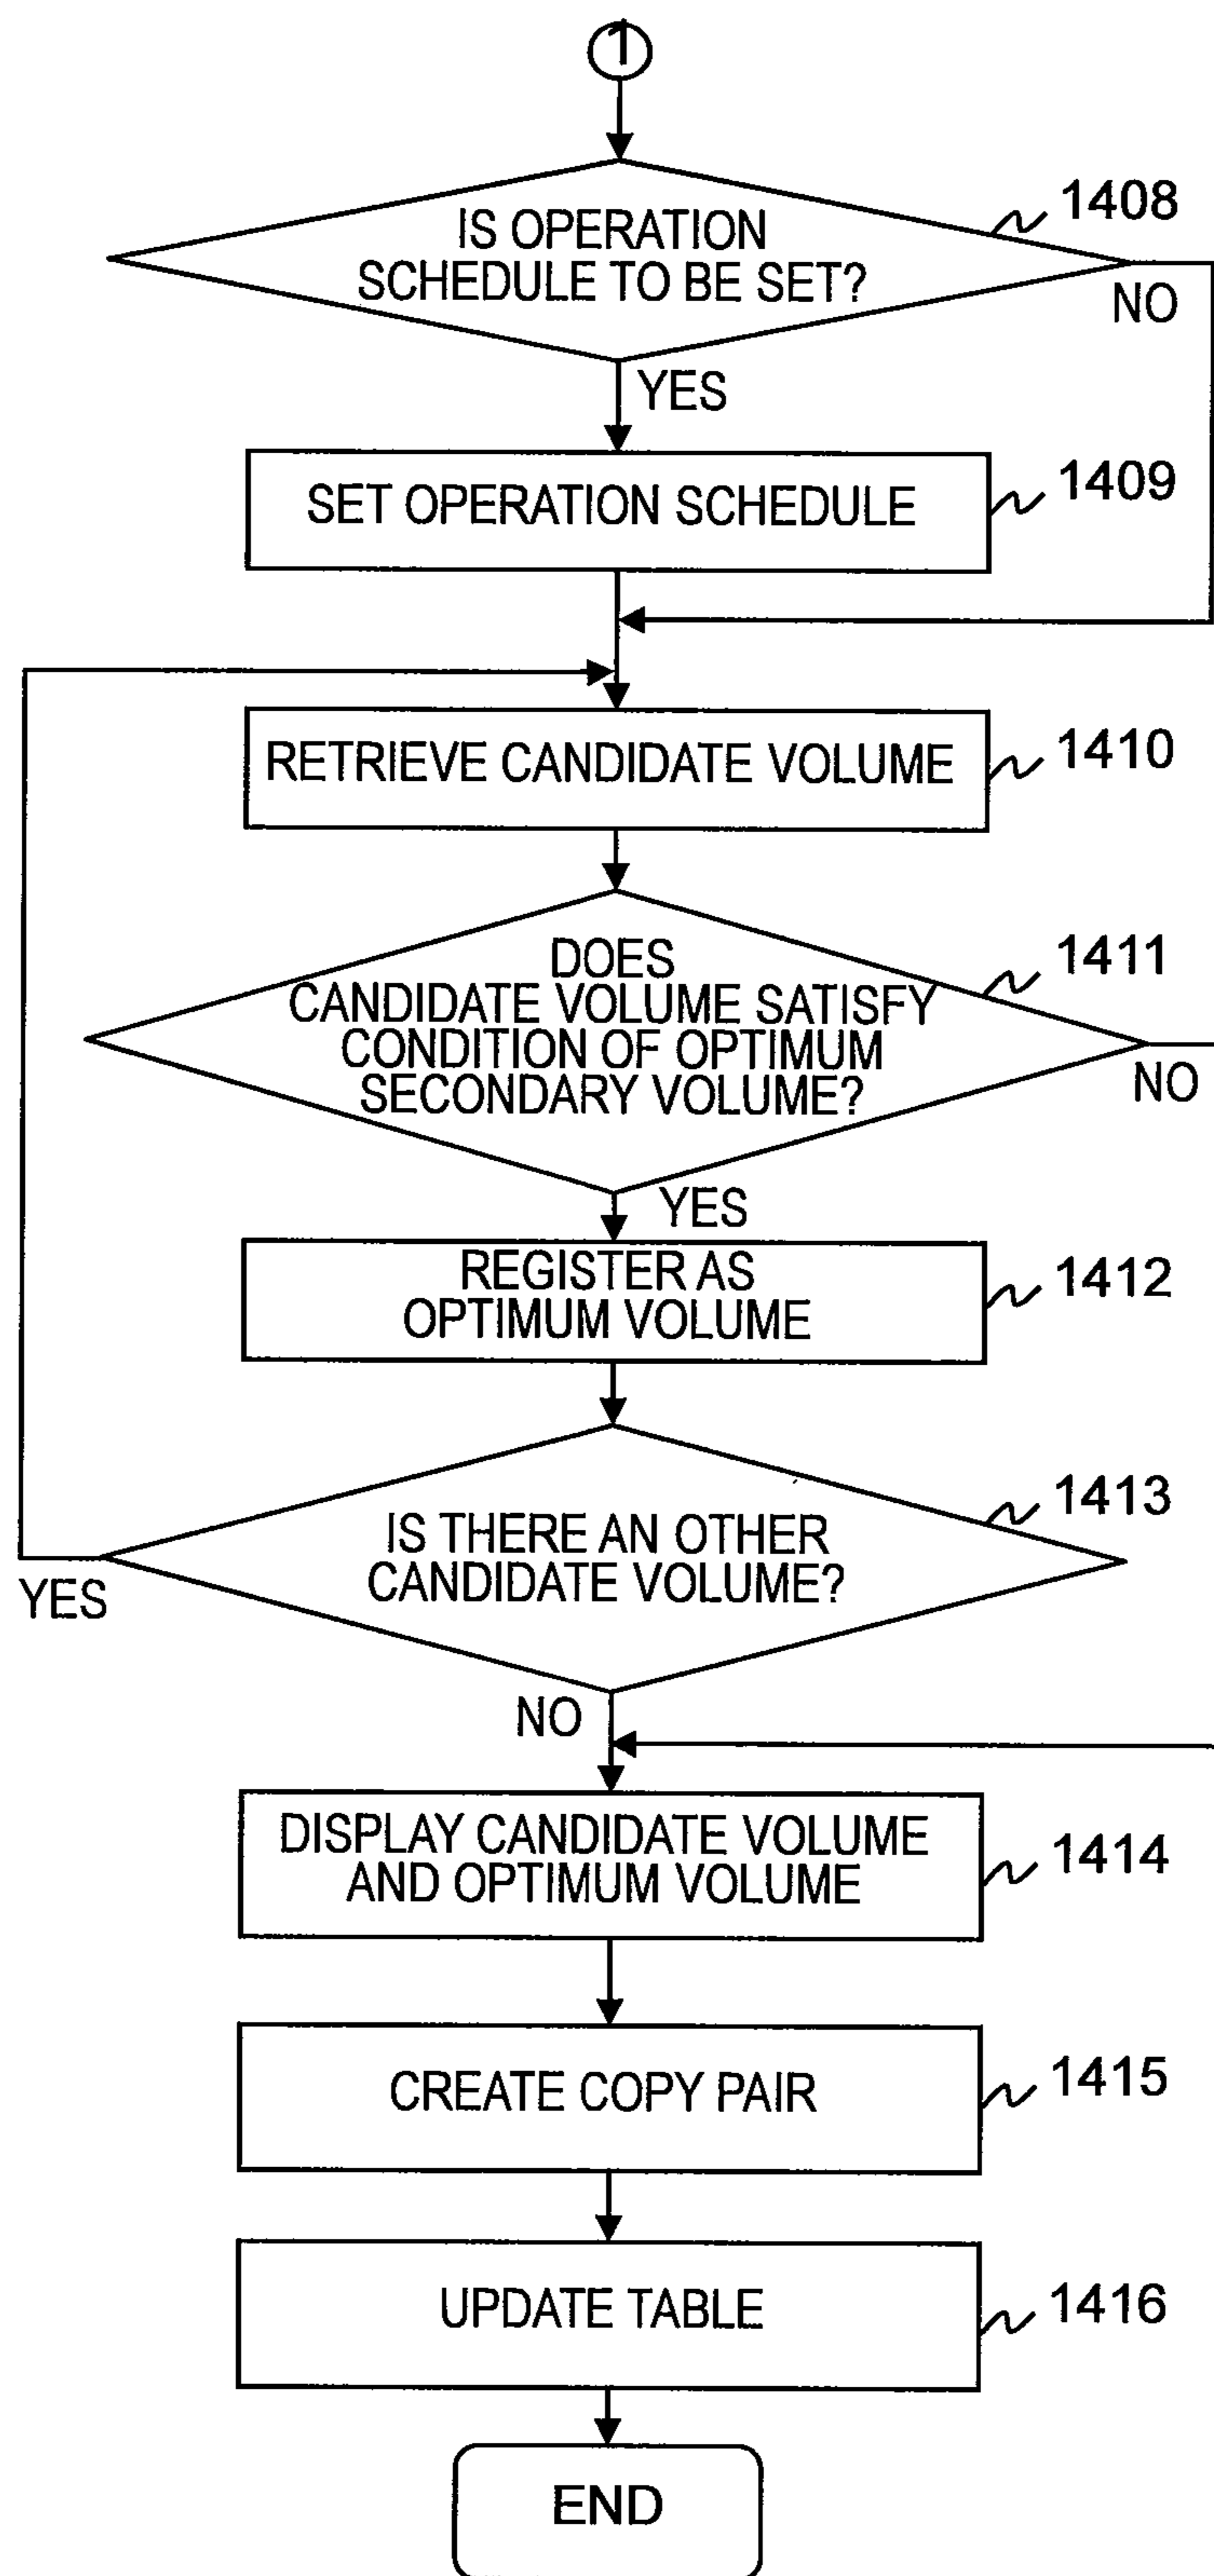 1
IS OPERATION
SCHEDULE TO BE SET?
1408
NO
YES
SET OPERATION SCHEDULE
1409
RETRIEVE CANDIDATE VOLUME
1410
DOES
CANDIDATE VOLUME SATISFY
CONDITION OF OPTIMUM
SECONDARY VOLUME?
1411
NO
YES
REGISTER AS
OPTIMUM VOLUME
1412
IS THERE AN OTHER
CANDIDATE VOLUME?
1413
YES
NO
DISPLAY CANDIDATE VOLUME
AND OPTIMUM VOLUME
1414
CREATE COPY PAIR
1415
UPDATE TABLE
1416
END